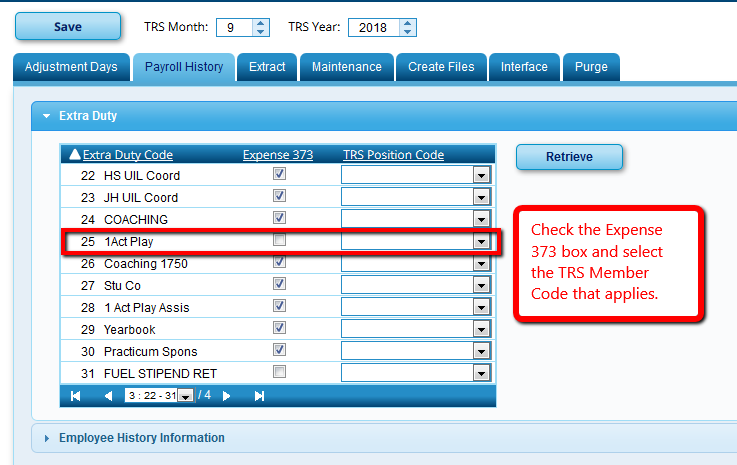 Save TRS Month: 9 TRS Year: 2018
Adjustment Days Payroll History Extract Maintenance Create Files Interface Purge
Extra Duty
Extra Duty Code Expense 373 TRS Position Code
Retrieve
22 HS UIL Coord
23 JH UIL Coord
24 COACHING
25 1Act Play
26 Coaching 1750
27 Stu Co
28 1 Act Play Assis
29 Yearbook
30 Practicum Spons
31 FUEL STIPEND RET
3 : 22 - 31 / 4
Check the Expense
373 box and select
the TRS Member
Code that applies.
Employee History Information